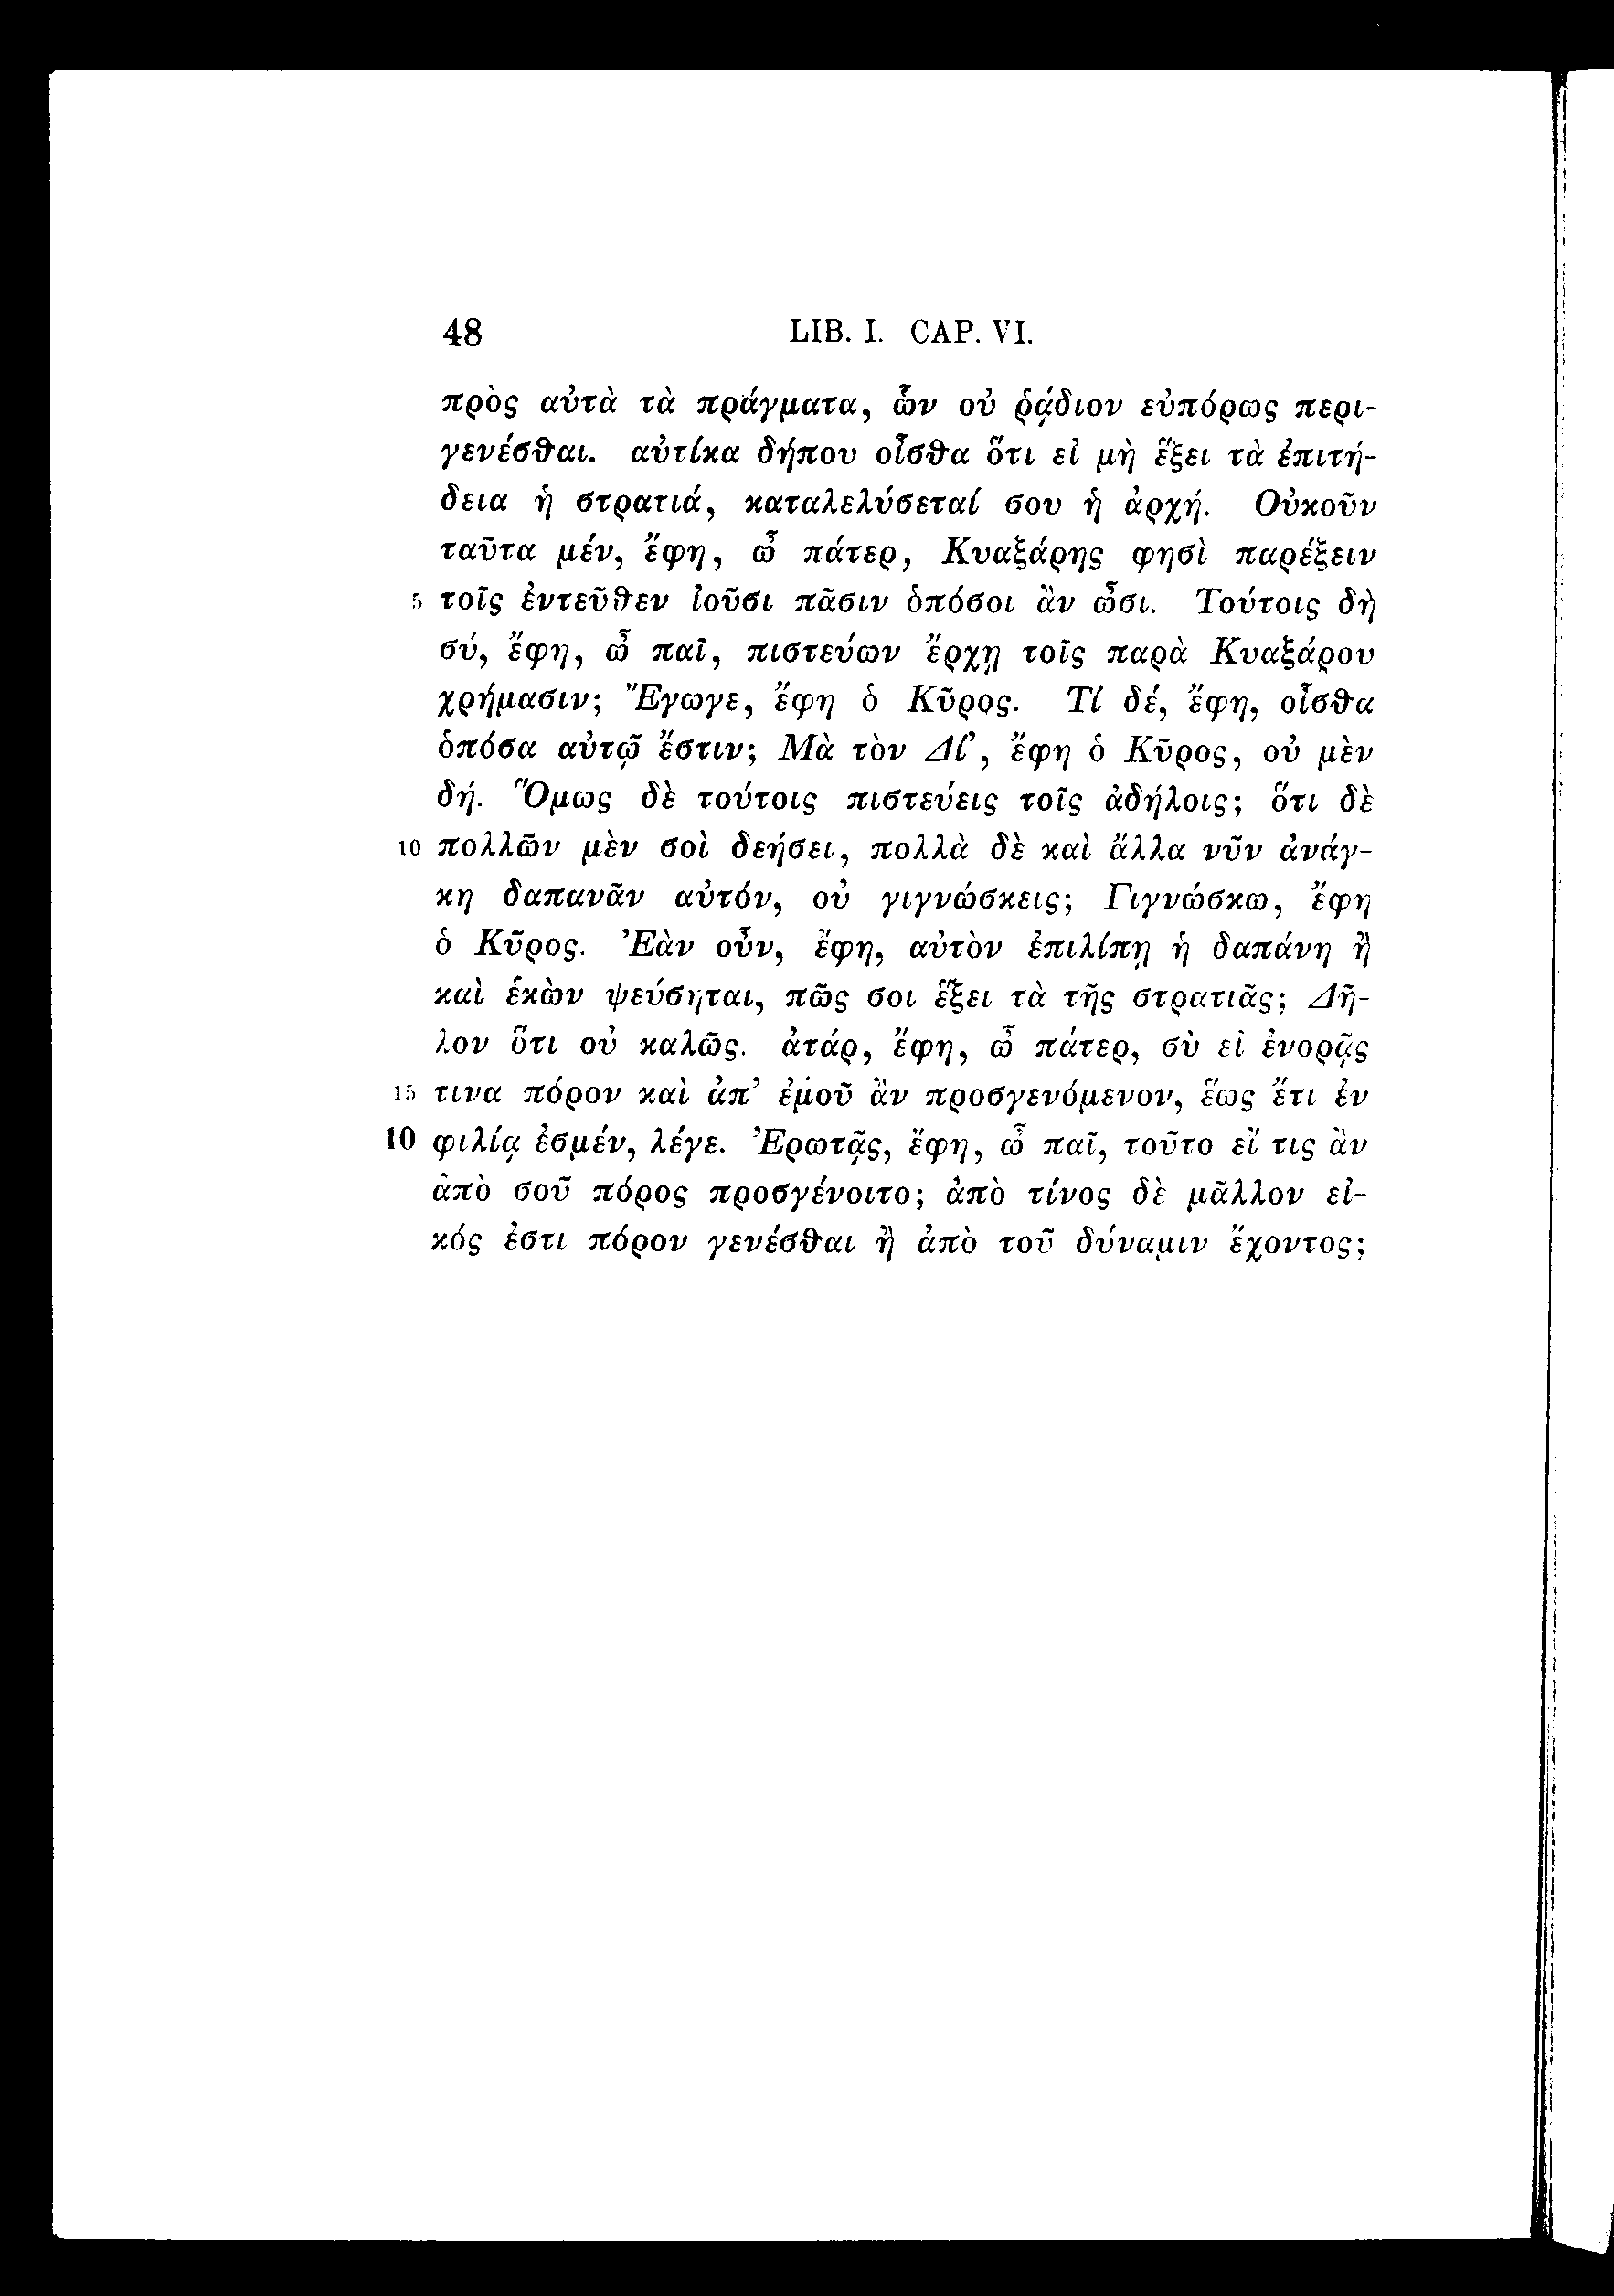 48 LIB. I. CAP. VI.
πρὸς αὐτὰ τὰ πράγματα, ὧν οὐ ῥᾴδιον εὐπόρως περι-
γενέσθαι. αὐτίκα δήπου οἶσθα ὅτι εἰ μὴ ἕξει τὰ ἐπιτή-
δεια ἡ στρατιά, καταλελύσεταί σου ἡ ἀρχή. Οὐκοῦν
ταῦτα μέν, ἔφη, ὦ πάτερ, Κυαξάρης φησὶ παρέξειν
5 τοῖς ἐντεῦθεν ἰοῦσι πᾶσιν ὁπόσοι ἂν ὦσι. Τούτοις δὴ
σύ, ἔφη, ὦ παῖ, πιστεύων ἔρχῃ τοῖς παρὰ Κυαξάρου
χρήμασιν; Ἔγωγε, ἔφη ὁ Κῦρος. Τί δέ, ἔφη, οἶσθα
ὁπόσα αὐτῷ ἔστιν; Μὰ τὸν Δί', ἔφη ὁ Κῦρος, οὐ μὲν
δή. Ὅμως δὲ τούτοις πιστεύεις τοῖς ἀδήλοις; ὅτι δὲ
10 πολλῶν μὲν σοὶ δεήσει, πολλὰ δὲ καὶ ἄλλα νῦν ἀνάγ-
κη δαπανᾶν αὐτόν, οὐ γιγνώσκεις; Γιγνώσκω, ἔφη
ὁ Κῦρος. Ἐὰν οὖν, ἔφη, αὐτὸν ἐπιλίπῃ ἡ δαπάνη ἢ
καὶ ἑκὼν ψεύσηται, πῶς σοι ἕξει τὰ τῆς στρατιᾶς; Δῆ-
λον ὅτι οὐ καλῶς. ἀτάρ, ἔφη, ὦ πάτερ, σὺ εἰ ἐνορᾷς
15 τινα πόρον καὶ ἀπ' ἐμοῦ ἂν προσγενόμενον, ἕως ἔτι ἐν
10 φιλίᾳ ἐσμέν, λέγε. Ἐρωτᾷς, ἔφη, ὦ παῖ, τοῦτο εἴ τις ἂν
ἀπὸ σοῦ πόρος προσγένοιτο; ἀπὸ τίνος δὲ μᾶλλον εἰ-
κός ἐστι πόρον γενέσθαι ἢ ἀπὸ τοῦ δύναμιν ἔχοντος;